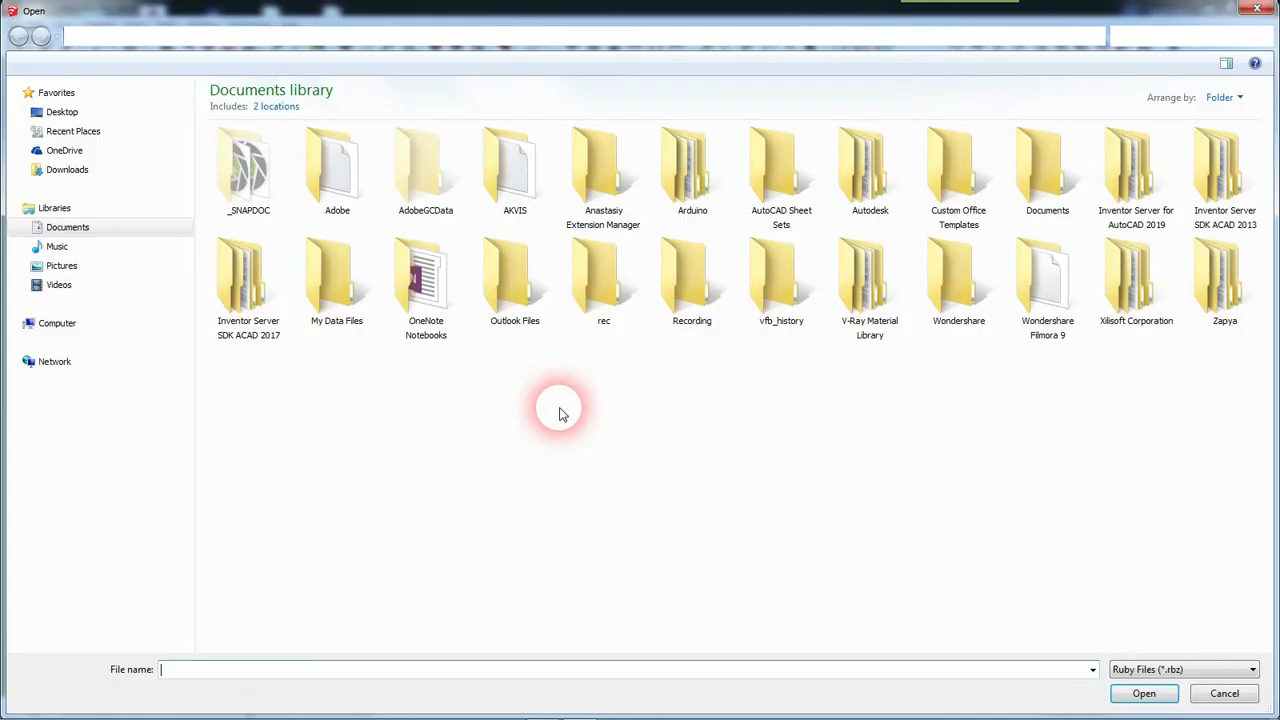 Open
Favorites
Desktop
Recent Places
OneDrive
Downloads
Libraries
Documents
Music
Pictures
Videos
Computer
Network
Documents library
Includes: 2 locations
Arrange by: Folder
_SNAPDOC
Adobe
AdobeGCData
AKVIS
Anastasiy
Extension Manager
Arduino
AutoCAD Sheet
Sets
Autodesk
Custom Office
Templates
Documents
Inventor Server for
AutoCAD 2019
Inventor Server
SDK ACAD 2013
Inventor Server
SDK ACAD 2017
My Data Files
OneNote
Notebooks
Outlook Files
rec
Recording
vfb_history
V-Ray Material
Library
Wondershare
Wondershare
Filmora 9
Xilisoft Corporation
Zapya
File name:
Ruby Files (*.rbz)
Open
Cancel